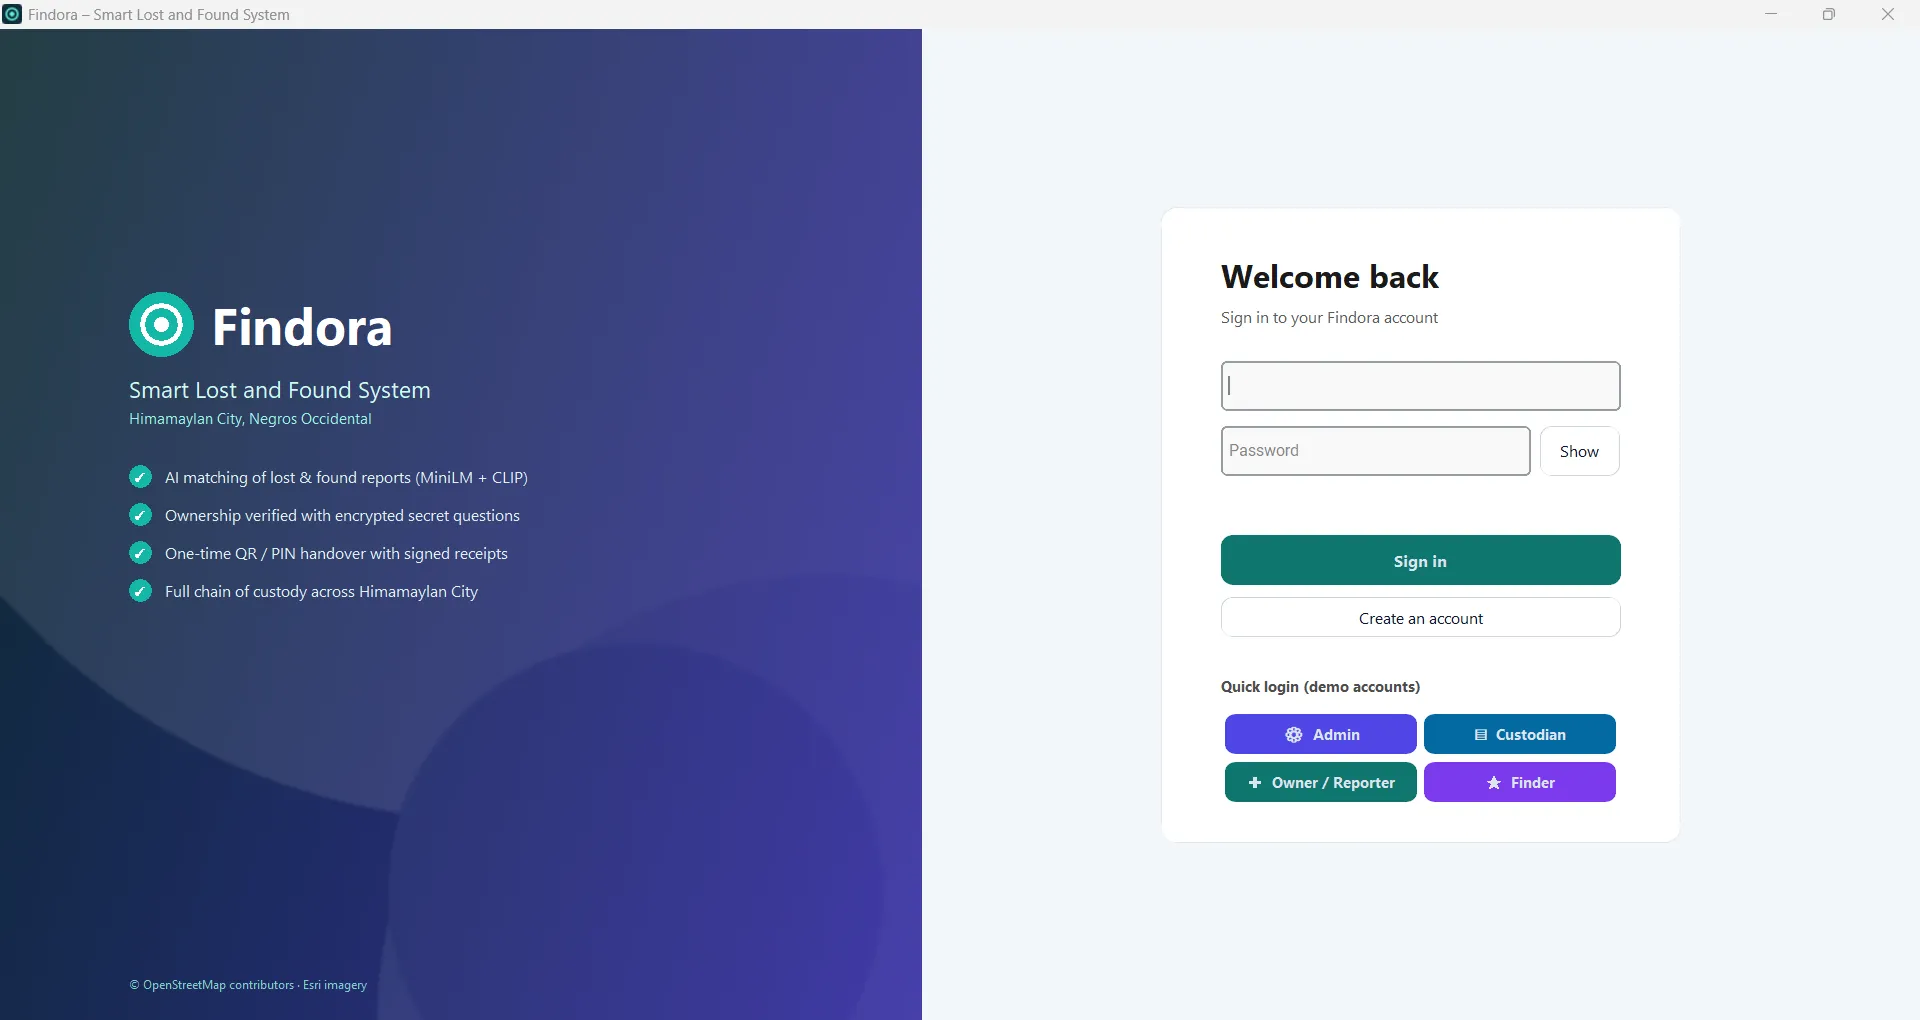 Findora – Smart Lost and Found System
Findora
Smart Lost and Found System
Himamaylan City, Negros Occidental
✓ AI matching of lost & found reports (MiniLM + CLIP)
✓ Ownership verified with encrypted secret questions
✓ One-time QR / PIN handover with signed receipts
✓ Full chain of custody across Himamaylan City
© OpenStreetMap contributors · Esri imagery
Welcome back
Sign in to your Findora account
Password
Show
Sign in
Create an account
Quick login (demo accounts)
Admin
Custodian
Owner / Reporter
Finder